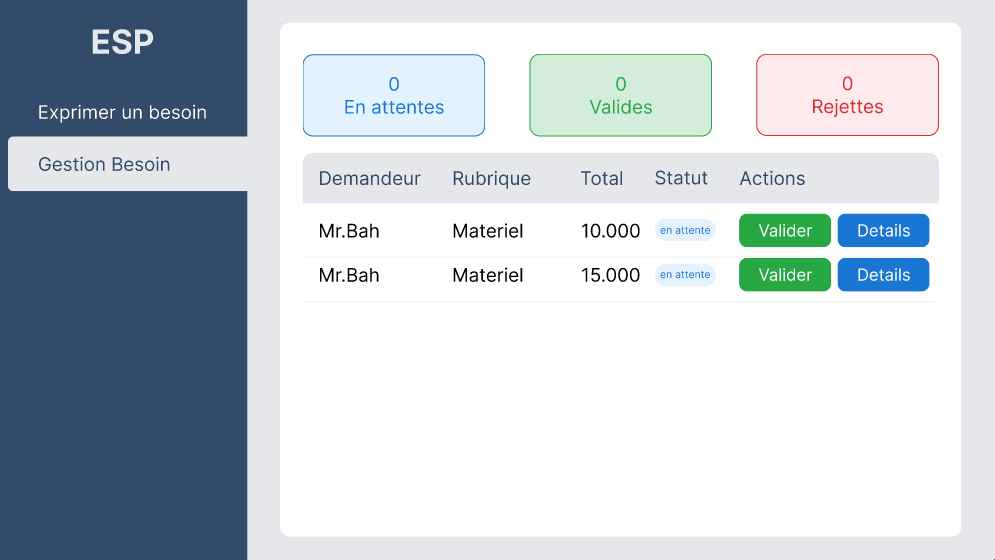 ESP
Exprimer un besoin
Gestion Besoin
0
En attentes
0
Valides
0
Rejettes
Demandeur Rubrique Total Statut Actions
Mr.Bah Materiel 10.000 en attente Valider Details
Mr.Bah Materiel 15.000 en attente Valider Details